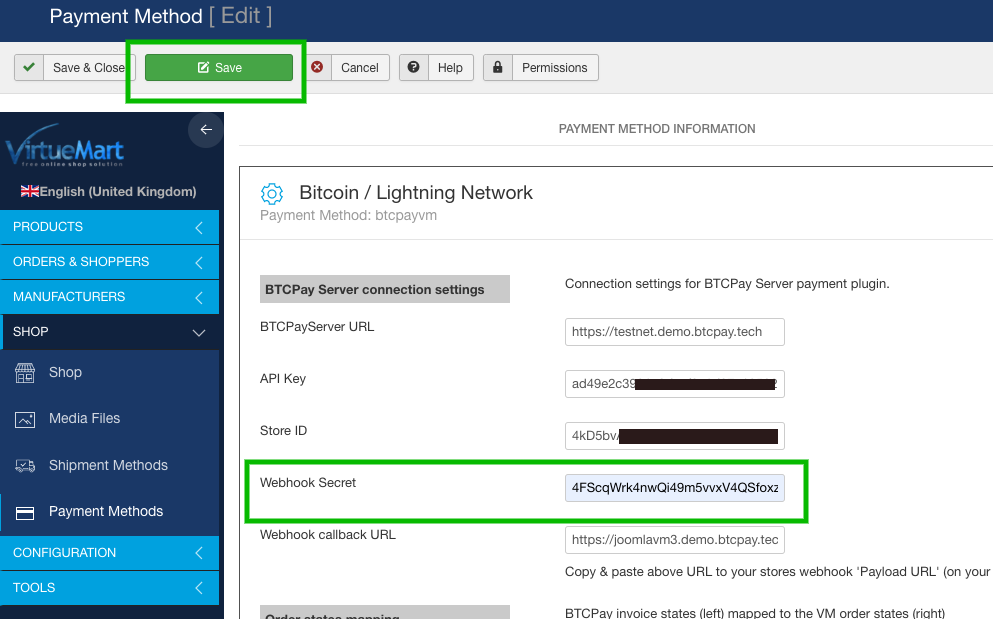 Payment Method [ Edit ]
Save & Close
Save
Cancel
Help
Permissions
VirtueMart
free online shop solution
English (United Kingdom)
PRODUCTS
ORDERS & SHOPPERS
MANUFACTURERS
SHOP
Shop
Media Files
Shipment Methods
Payment Methods
CONFIGURATION
TOOLS
PAYMENT METHOD INFORMATION
Bitcoin / Lightning Network
Payment Method: btcpayvm
BTCPay Server connection settings
Connection settings for BTCPay Server payment plugin.
BTCPayServer URL
https://testnet.demo.btcpay.tech
API Key
ad49e2c39
Store ID
4kD5bv
Webhook Secret
4FScqWrk4nwQi49m5vvxV4QSfoxz
Webhook callback URL
https://joomlavm3.demo.btcpay.tec
Copy & paste above URL to your stores webhook 'Payload URL' (on your
Order states mapping
BTCPay invoice states (left) mapped to the VM order states (right)